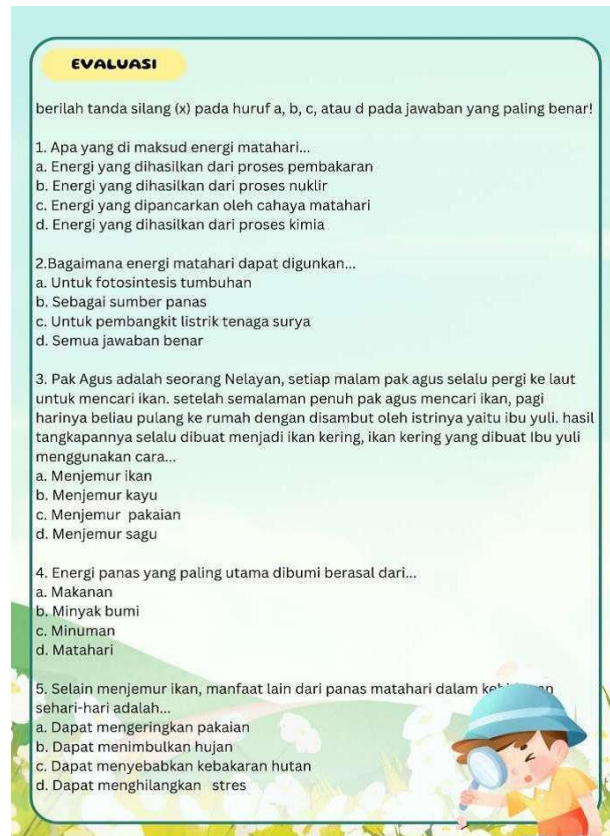 EVALUASI
berilah tanda silang (x) pada huruf a, b, c, atau d pada jawaban yang paling benar!
1. Apa yang di maksud energi matahari...
a. Energi yang dihasilkan dari proses pembakaran
b. Energi yang dihasilkan dari proses nuklir
c. Energi yang dipancarkan oleh cahaya matahari
d. Energi yang dihasilkan dari proses kimia
2.Bagaimana energi matahari dapat digunkan...
a. Untuk fotosintesis tumbuhan
b. Sebagai sumber panas
c. Untuk pembangkit listrik tenaga surya
d. Semua jawaban benar
3. Pak Agus adalah seorang Nelayan, setiap malam pak agus selalu pergi ke laut
untuk mencari ikan. setelah semalaman penuh pak agus mencari ikan, pagi
harinya beliau pulang ke rumah dengan disambut oleh istrinya yaitu ibu yuli. hasil
tangkapannya selalu dibuat menjadi ikan kering, ikan kering yang dibuat Ibu yuli
menggunakan cara...
a. Menjemur ikan
b. Menjemur kayu
c. Menjemur pakaian
d. Menjemur sagu
4. Energi panas yang paling utama dibumi berasal dari...
a. Makanan
b. Minyak bumi
c. Minuman
d. Matahari
5. Selain menjemur ikan, manfaat lain dari panas matahari dalam
sehari-hari adalah...
a. Dapat mengeringkan pakaian
b. Dapat menimbulkan hujan
c. Dapat menyebabkan kebakaran hutan
d. Dapat menghilangkan stres